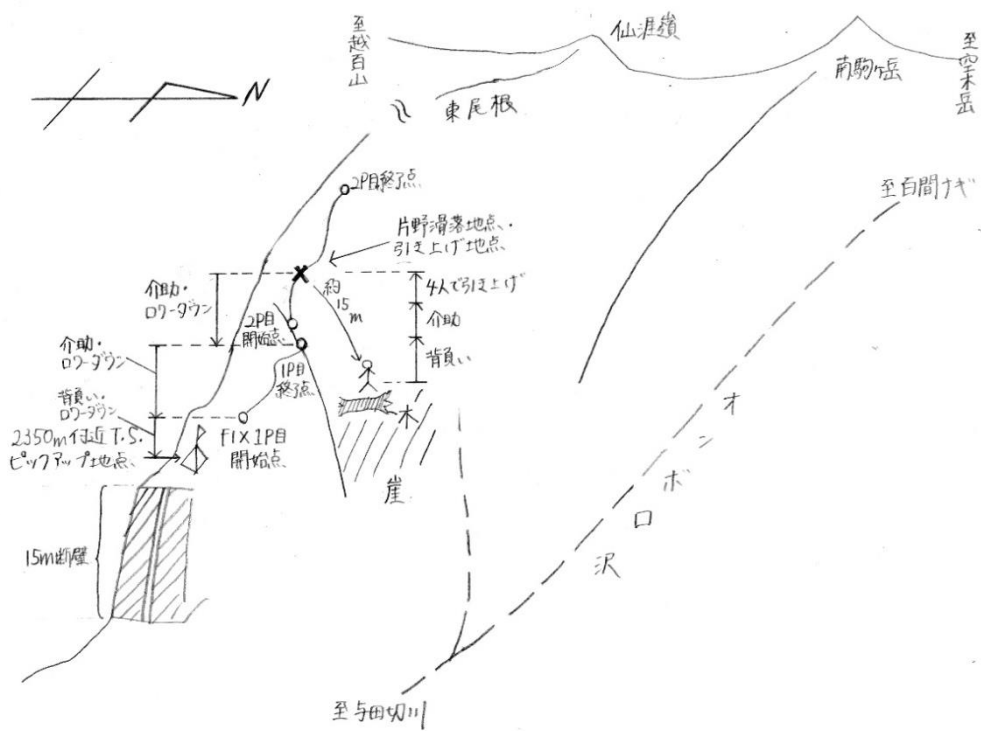 至越百山
仙涯嶺
南駒ヶ岳
至空木岳
N
東尾根
至百間ナギ
2P目終了点
片野滑落地点・
引き上げ地点
介助・
ロワーダウン
約15m
4人で引き上げ
介助
背負い
2P目
開始点
1P目
終了点
介助・
ロワーダウン
背負い・
ロワーダウン
2350m付近T.S.
ピックアップ地点
FIX1P目
開始点
木
崖
15m断壁
オンボロ沢
至与田切川